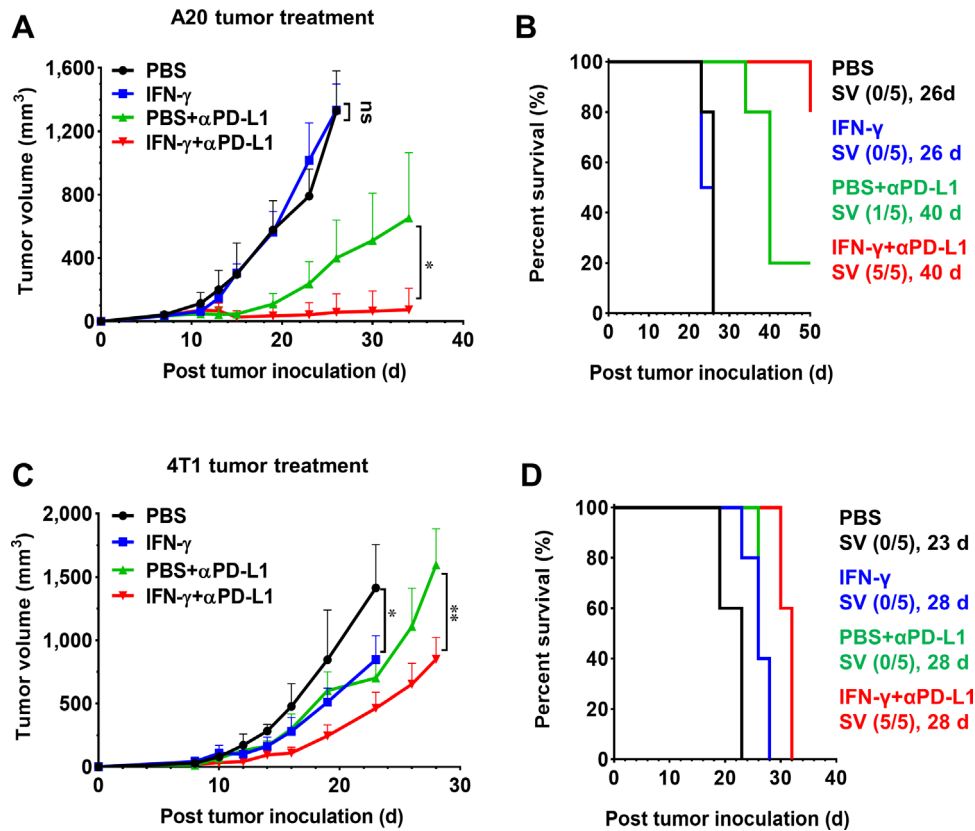 A20 tumor treatment
A
1,600
1,200
800
400
0
Tumor volume (mm³)
PBS
IFN-γ
PBS+αPD-L1
IFN-γ+αPD-L1
ns
*
0
10
20
30
40
Post tumor inoculation (d)
B
100
80
60
40
20
0
Percent survival (%)
0
10
20
30
40
50
Post tumor inoculation (d)
PBS
SV (0/5), 26d
IFN-γ
SV (0/5), 26 d
PBS+αPD-L1
SV (1/5), 40 d
IFN-γ+αPD-L1
SV (5/5), 40 d
4T1 tumor treatment
C
2,000
1,500
1,000
500
0
Tumor volume (mm³)
PBS
IFN-γ
PBS+αPD-L1
IFN-γ+αPD-L1
*
**
0
10
20
30
Post tumor inoculation (d)
D
100
80
60
40
20
0
Percent survival (%)
0
10
20
30
40
50
Post tumor inoculation (d)
PBS
SV (0/5), 23 d
IFN-γ
SV (0/5), 28 d
PBS+αPD-L1
SV (0/5), 28 d
IFN-γ+αPD-L1
SV (5/5), 28 d